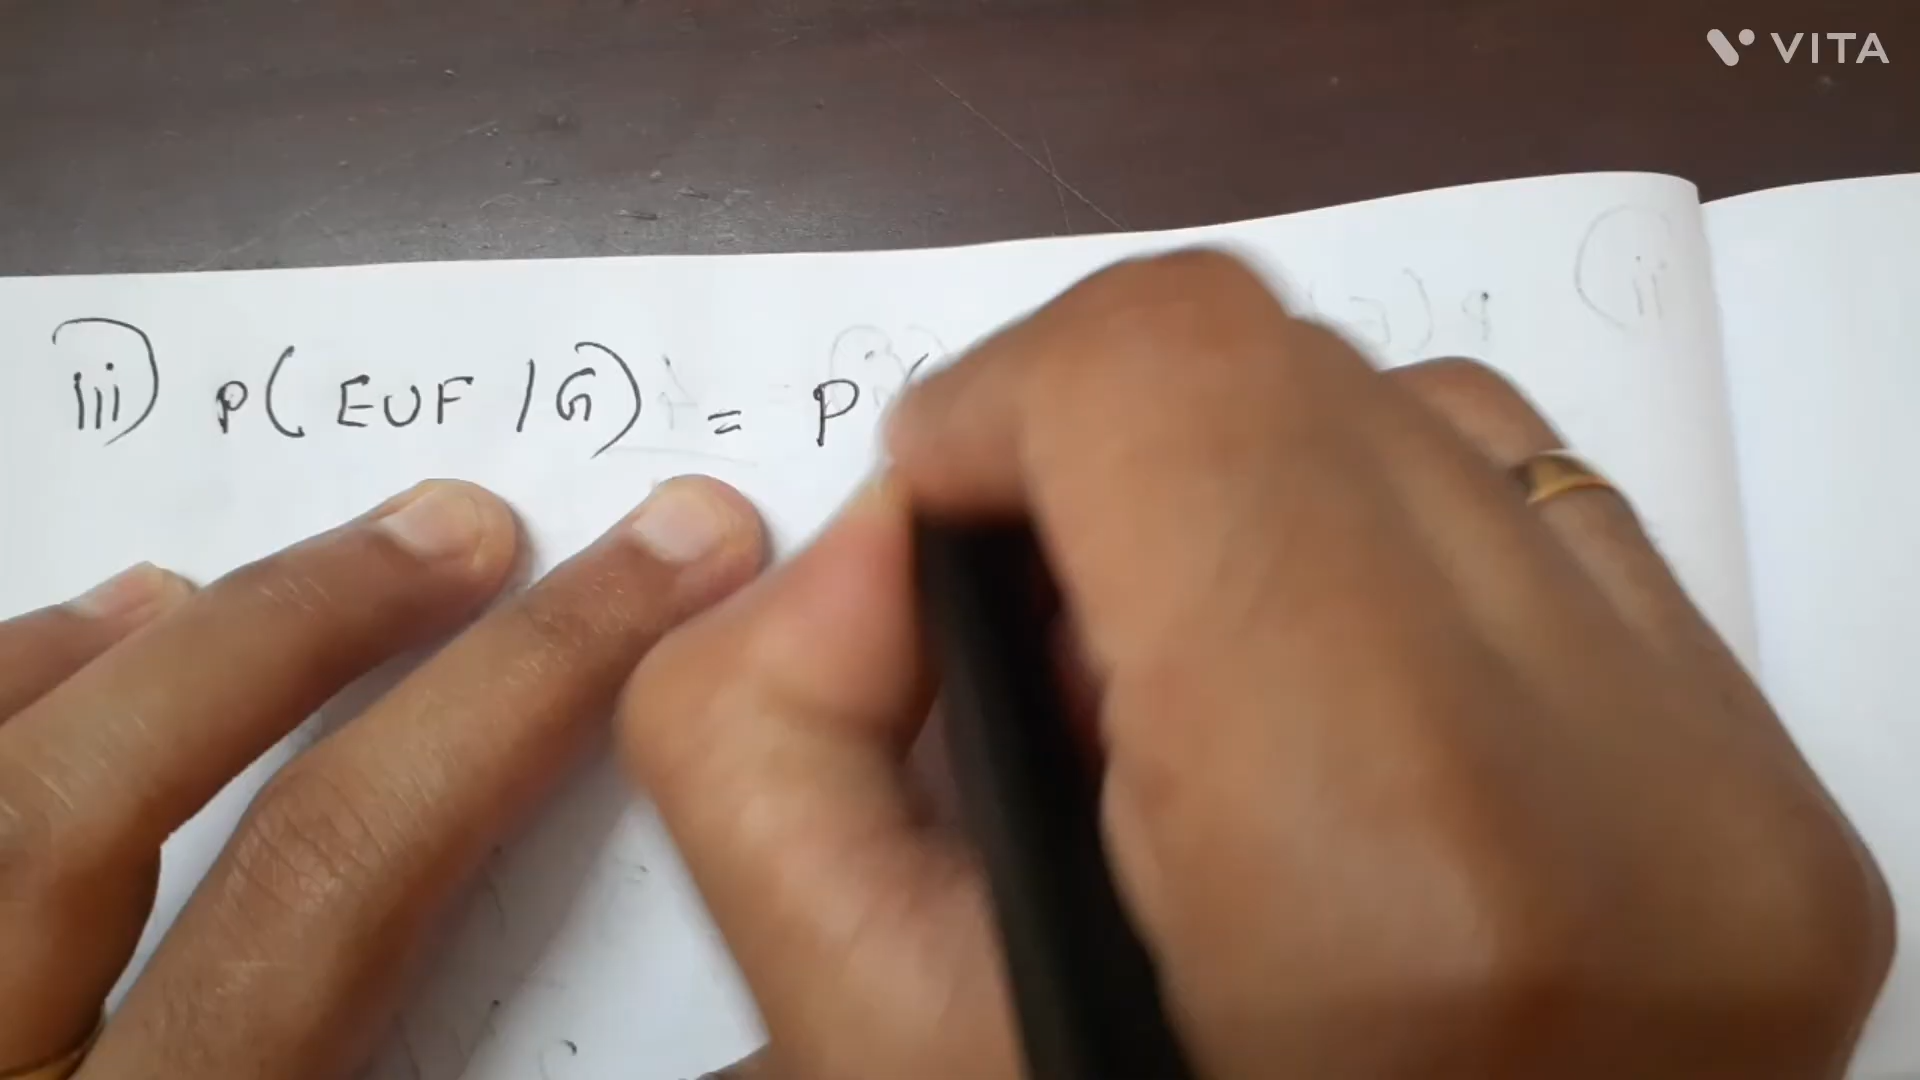 VITA
iii) P( EUF / G) = P (